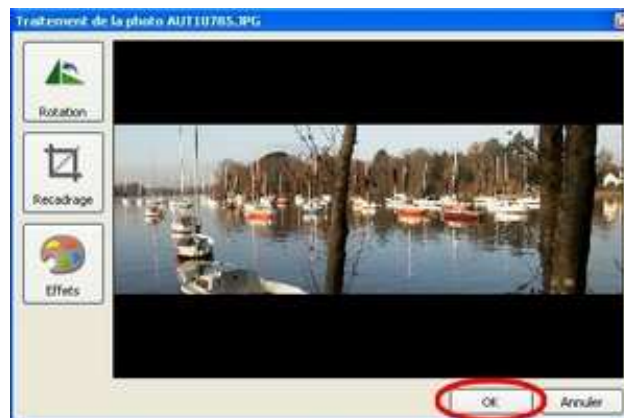 Traitement de la photo AUT10785.JPG
Rotation
Recadrage
Effets
OK
Annuler